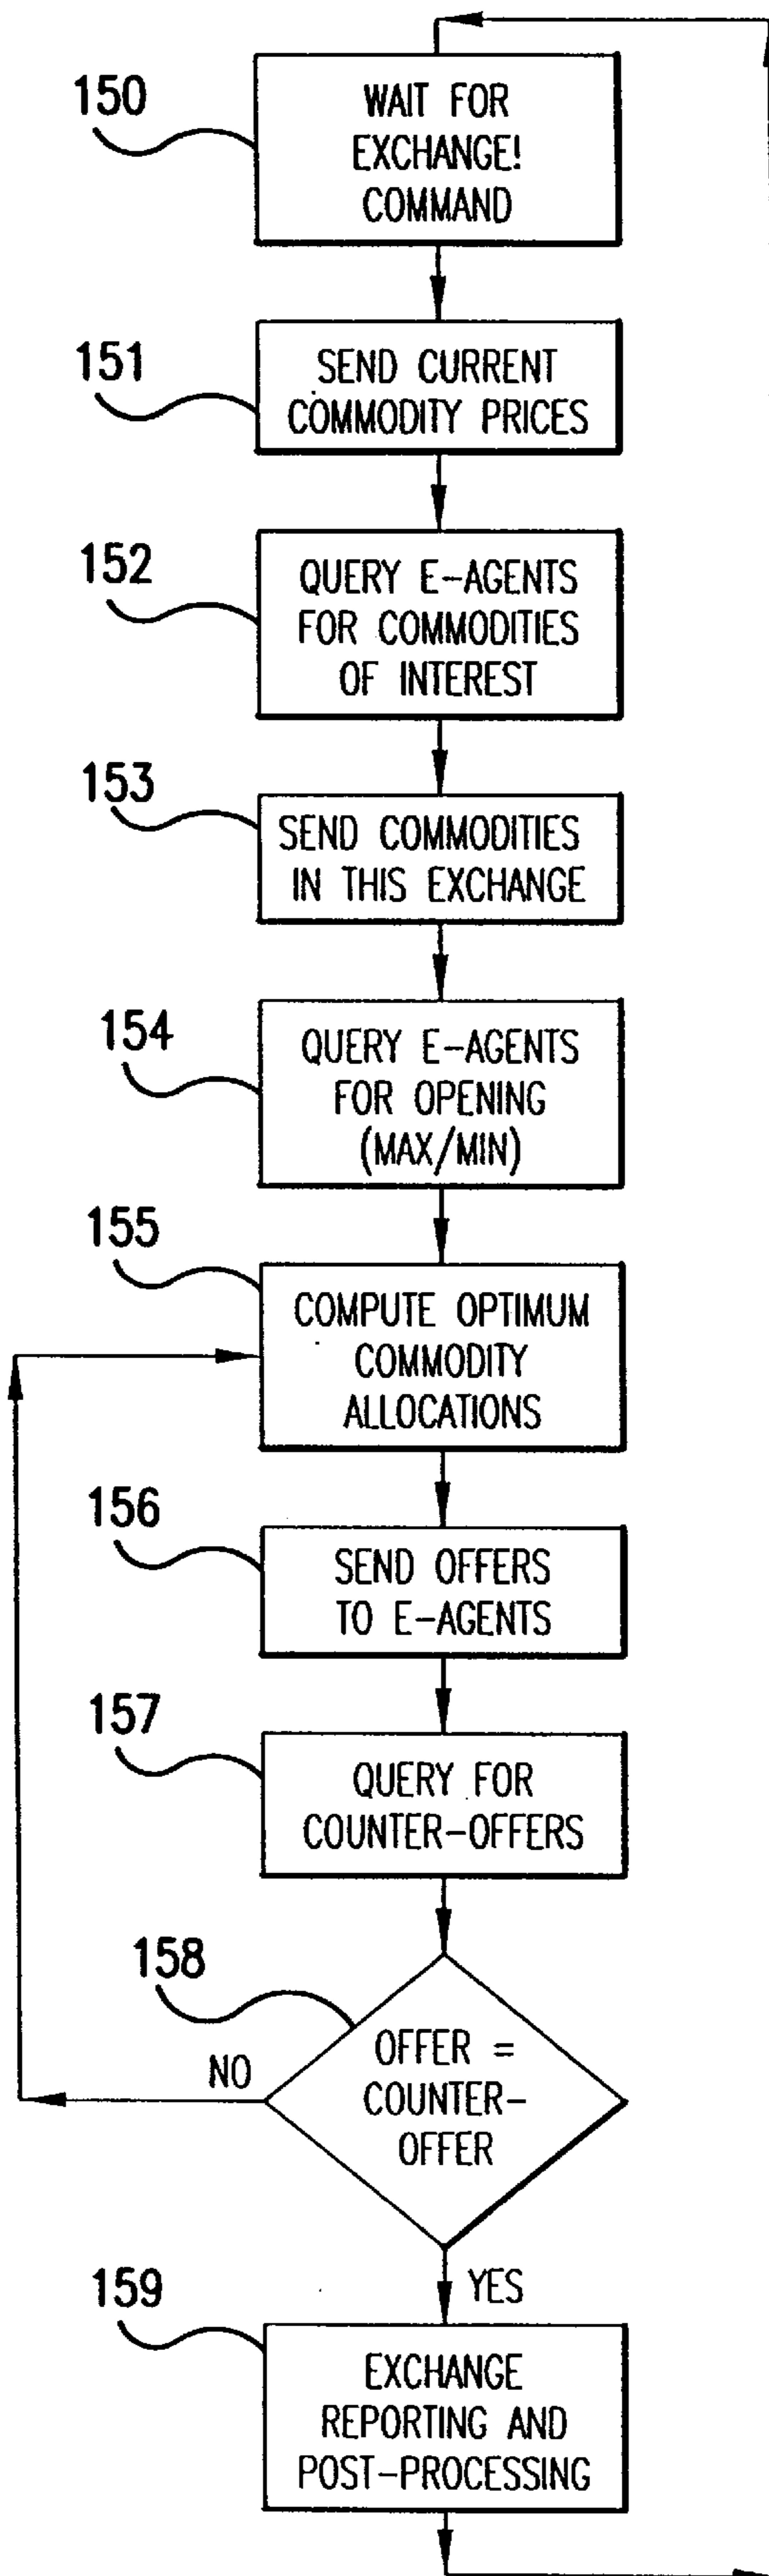 150
WAIT FOR
EXCHANGE!
COMMAND
151
SEND CURRENT
COMMODITY PRICES
152
QUERY E-AGENTS
FOR COMMODITIES
OF INTEREST
153
SEND COMMODITIES
IN THIS EXCHANGE
154
QUERY E-AGENTS
FOR OPENING
(MAX/MIN)
155
COMPUTE OPTIMUM
COMMODITY
ALLOCATIONS
156
SEND OFFERS
TO E-AGENTS
157
QUERY FOR
COUNTER-OFFERS
158
OFFER =
COUNTER-
OFFER
NO
YES
159
EXCHANGE
REPORTING AND
POST-PROCESSING